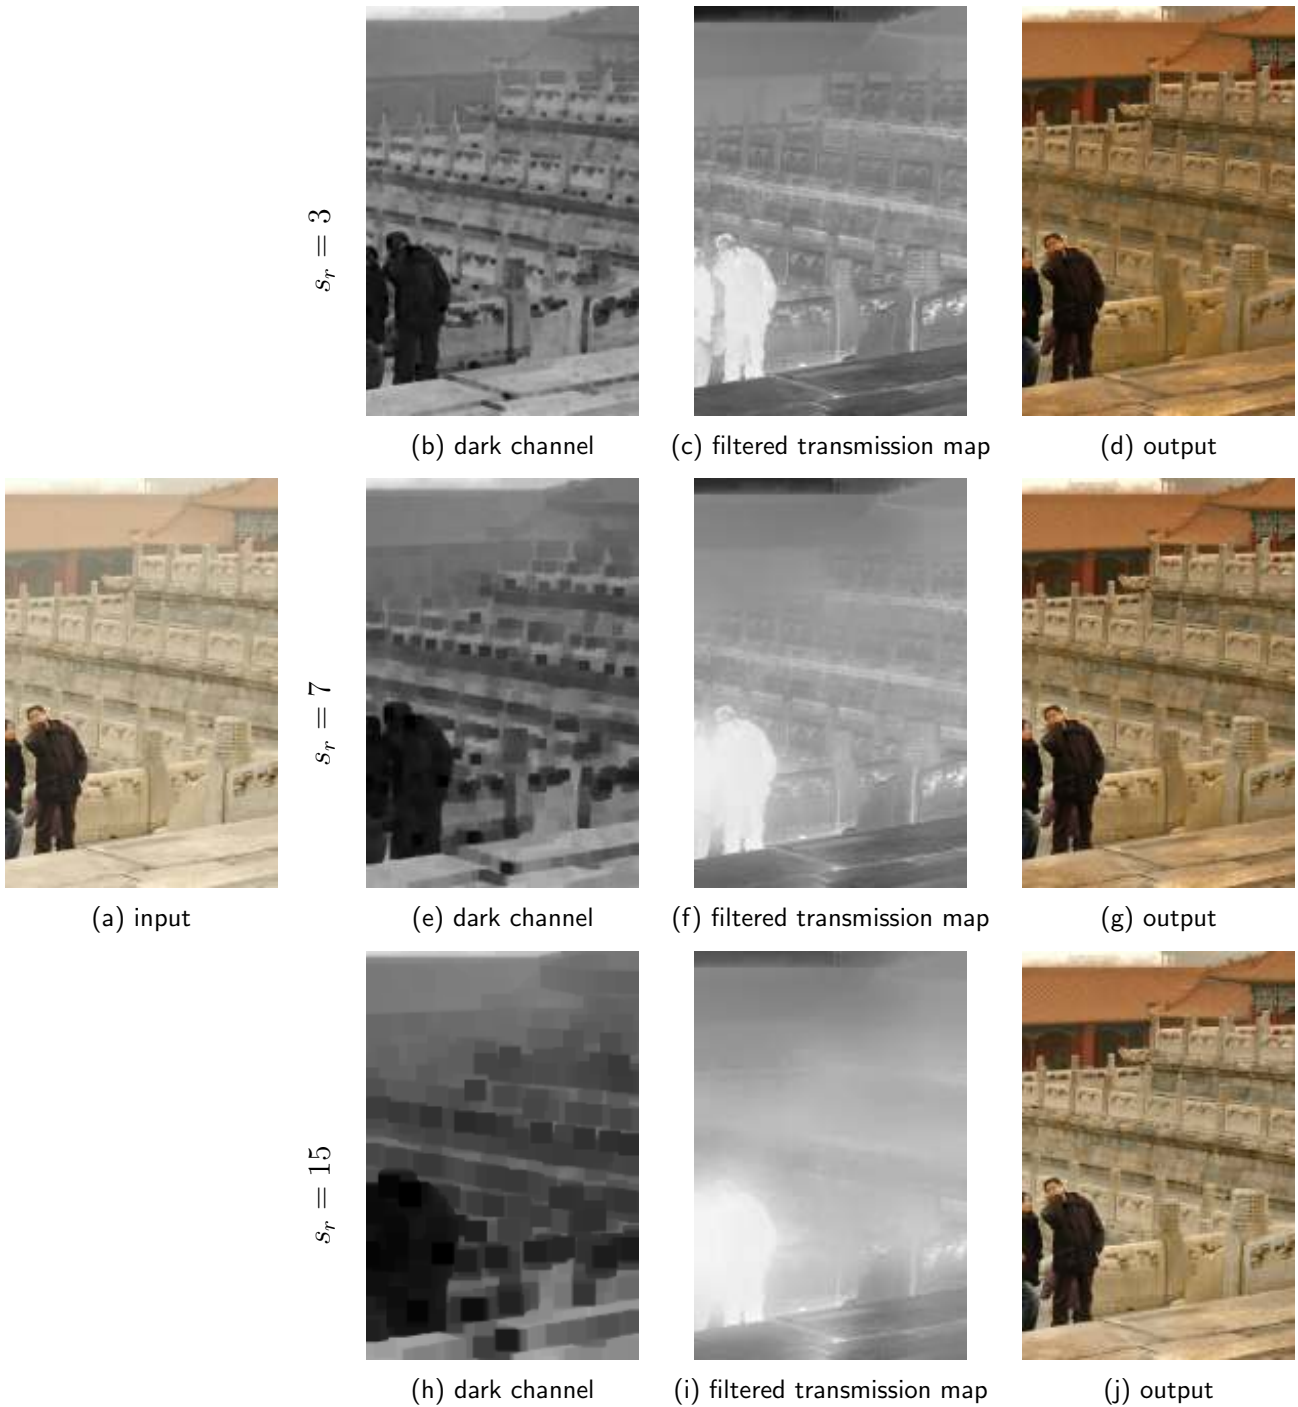 $s_r = 3$
(b) dark channel
(c) filtered transmission map
(d) output
$s_r = 7$
(a) input
(e) dark channel
(f) filtered transmission map
(g) output
$s_r = 15$
(h) dark channel
(i) filtered transmission map
(j) output